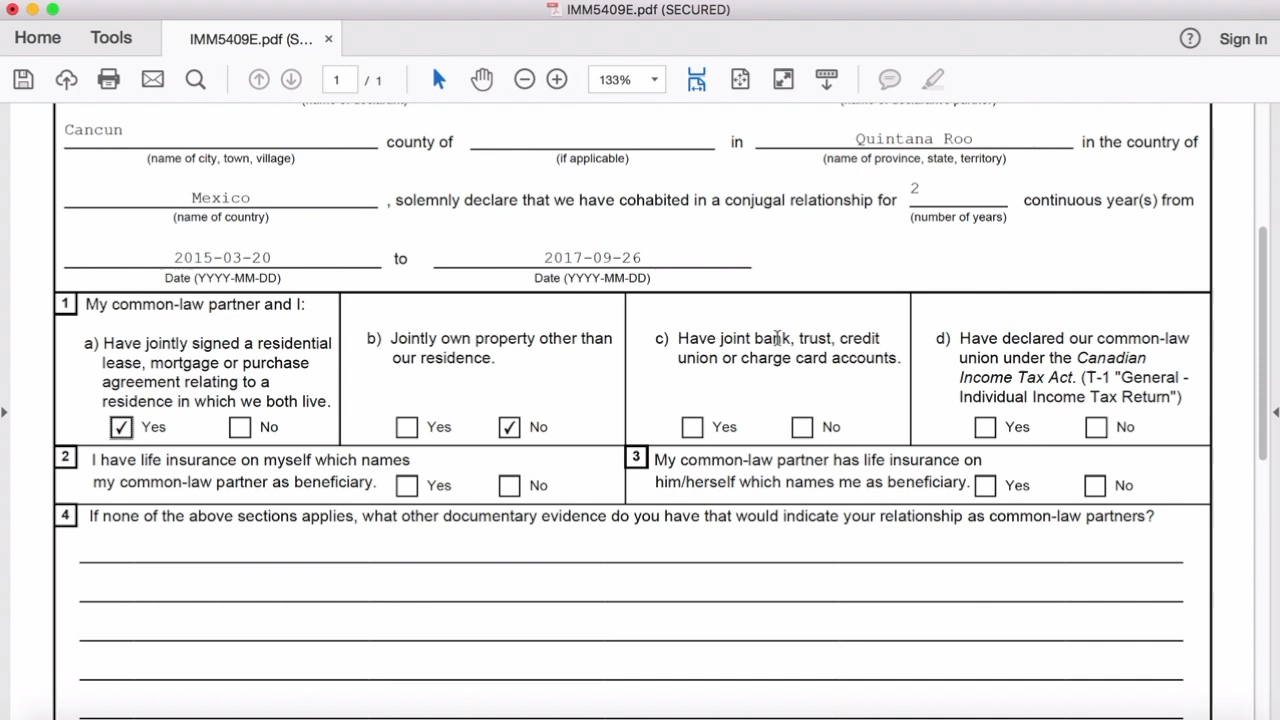 IMM5409E.pdf (SECURED)
Home Tools IMM5409E.pdf (S... × ? Sign In
1 / 1 133%
Cancun county of in Quintana Roo in the country of
(name of city, town, village) (if applicable) (name of province, state, territory)
Mexico , solemnly declare that we have cohabited in a conjugal relationship for 2 continuous year(s) from
(name of country) (number of years)
2015-03-20 to 2017-09-26
Date (YYYY-MM-DD) Date (YYYY-MM-DD)
1 My common-law partner and I:
a) Have jointly signed a residential
lease, mortgage or purchase
agreement relating to a
residence in which we both live.
Yes No
b) Jointly own property other than
our residence.
Yes No
c) Have joint bank, trust, credit
union or charge card accounts.
Yes No
d) Have declared our common-law
union under the Canadian
Income Tax Act. (T-1 "General -
Individual Income Tax Return")
Yes No
2 I have life insurance on myself which names
my common-law partner as beneficiary. Yes No
3 My common-law partner has life insurance on
him/herself which names me as beneficiary. Yes No
4 If none of the above sections applies, what other documentary evidence do you have that would indicate your relationship as common-law partners?